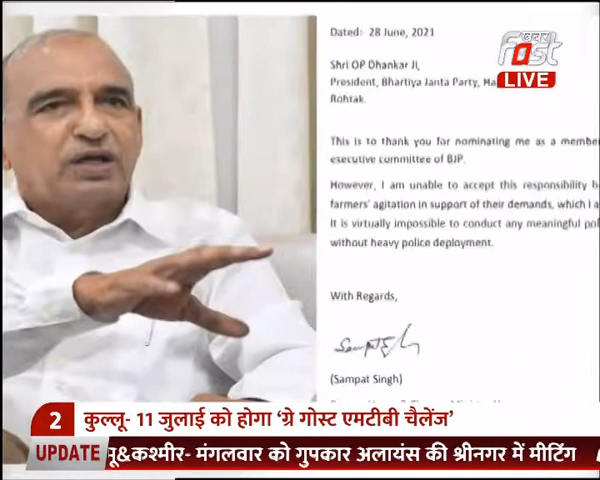 Dated:- 28 June, 2021
खबर
Fast
LIVE
Shri OP Dhankar Ji,
President, Bhartiya Janta Party, Ha
Rohtak.
This is to thank you for nominating me as a member
executive committee of BJP.
However, I am unable to accept this responsibility b
farmers' agitation in support of their demands, which I a
It is virtually impossible to conduct any meaningful pol
without heavy police deployment.
With Regards,
(Sampat Singh)
2 कुल्लू- 11 जुलाई को होगा 'ग्रे गोस्ट एमटीबी चैलेंज'
UPDATE मू&कश्मीर- मंगलवार को गुपकार अलायंस की श्रीनगर में मीटिंग